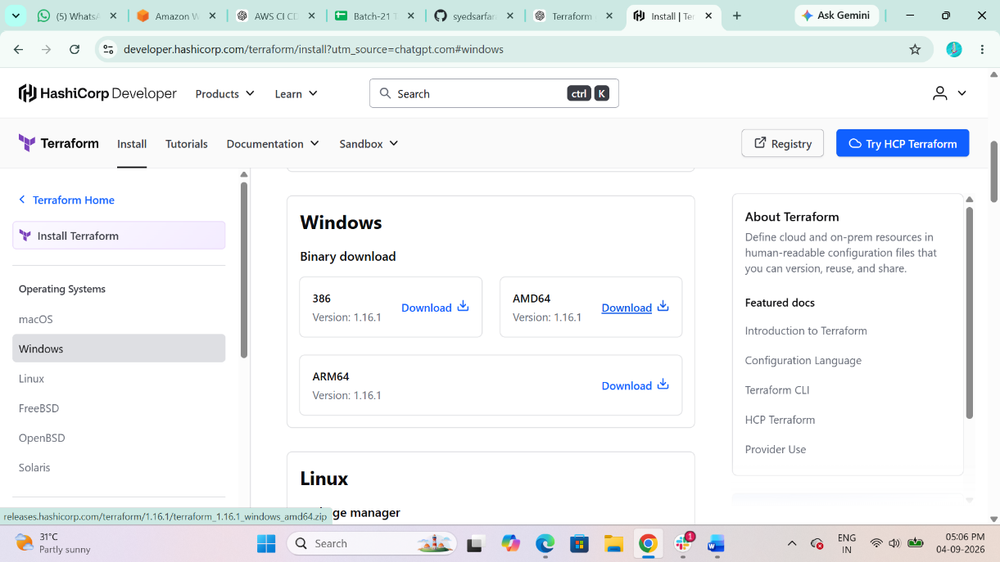 (5) WhatsA
Amazon W
AWS CI CD
Batch-21 T
syedsarfan
Terraform
Install | Ter
Ask Gemini
developer.hashicorp.com/terraform/install?utm_source=chatgpt.com#windows
HashiCorp Developer
Products
Learn
Search
ctrl
K
Terraform
Install
Tutorials
Documentation
Sandbox
Registry
Try HCP Terraform
Terraform Home
Install Terraform
Operating Systems
macOS
Windows
Linux
FreeBSD
OpenBSD
Solaris
Windows
Binary download
386
Version: 1.16.1
Download
AMD64
Version: 1.16.1
Download
ARM64
Version: 1.16.1
Download
Linux
ge manager
About Terraform
Define cloud and on-prem resources in
human-readable configuration files that
you can version, reuse, and share.
Featured docs
Introduction to Terraform
Configuration Language
Terraform CLI
HCP Terraform
Provider Use
releases.hashicorp.com/terraform/1.16.1/terraform_1.16.1_windows_amd64.zip
31°C
Partly sunny
Search
1
ENG
IN
05:06 PM
04-09-2026